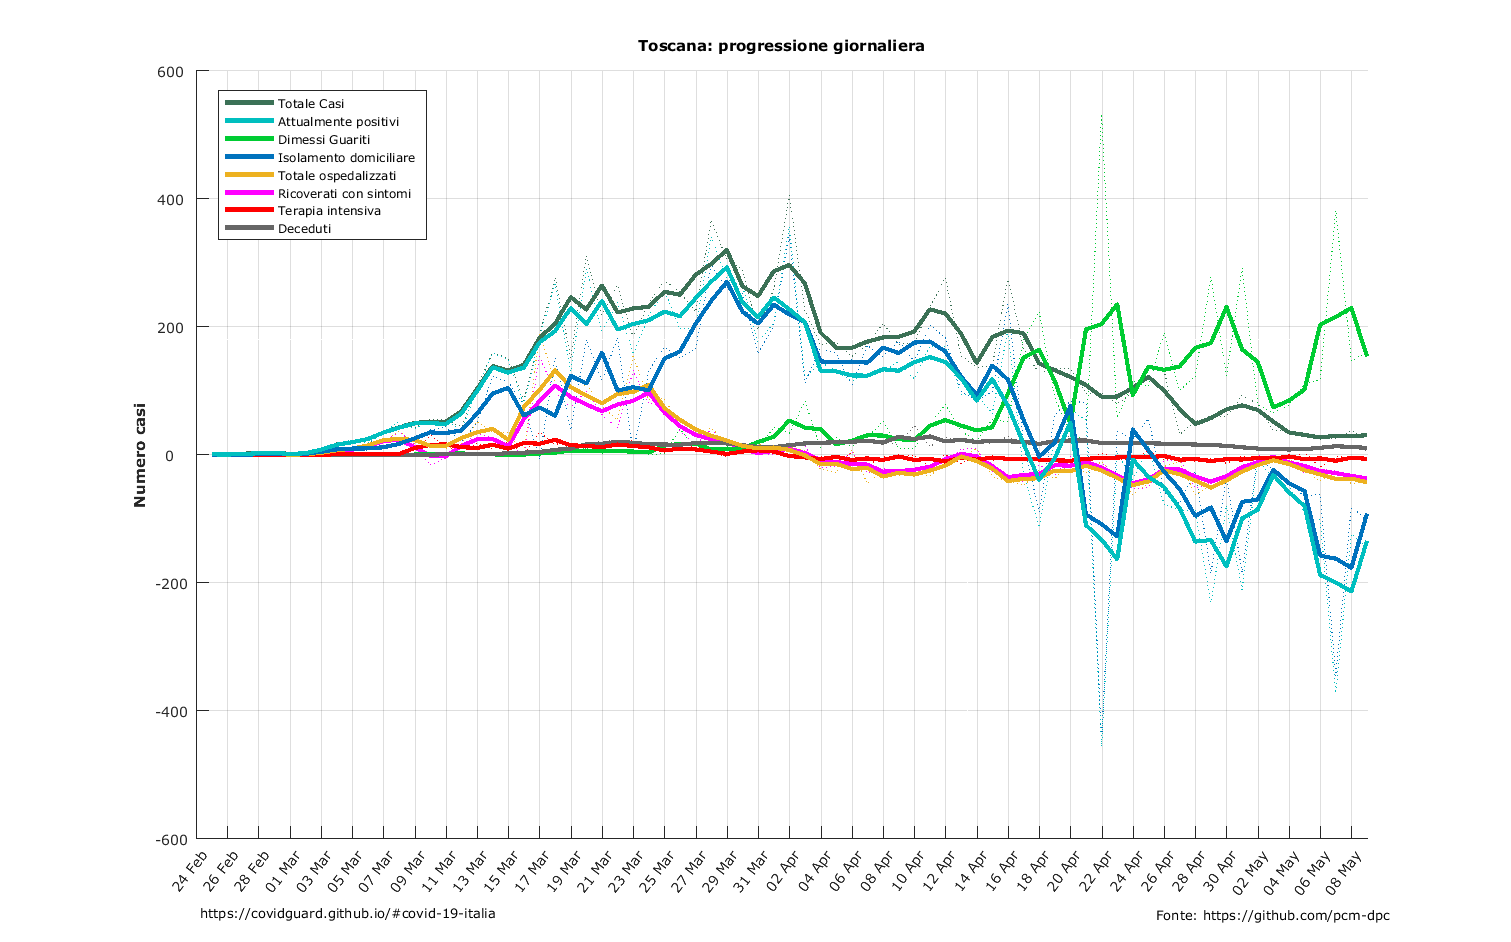 Toscana: progressione giornaliera
600
400
200
0
-200
-400
-600
Numero casi
Totale Casi
Attualmente positivi
Dimessi Guariti
Isolamento domiciliare
Totale ospedalizzati
Ricoverati con sintomi
Terapia intensiva
Deceduti
24 Feb
26 Feb
28 Feb
01 Mar
03 Mar
05 Mar
07 Mar
09 Mar
11 Mar
13 Mar
15 Mar
17 Mar
19 Mar
21 Mar
23 Mar
25 Mar
27 Mar
29 Mar
31 Mar
02 Apr
04 Apr
06 Apr
08 Apr
10 Apr
12 Apr
14 Apr
16 Apr
18 Apr
20 Apr
22 Apr
24 Apr
26 Apr
28 Apr
30 Apr
02 May
04 May
06 May
08 May
https://covidguard.github.io/#covid-19-italia
Fonte: https://github.com/pcm-dpc